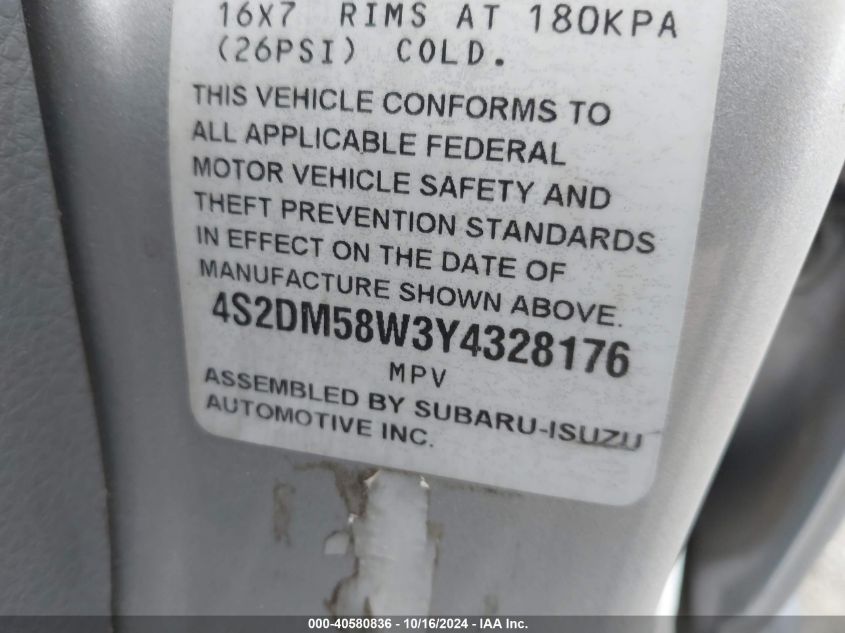 16X7 RIMS AT 180KPA
(26PSI) COLD.
THIS VEHICLE CONFORMS TO
ALL APPLICABLE FEDERAL
MOTOR VEHICLE SAFETY AND
THEFT PREVENTION STANDARDS
IN EFFECT ON THE DATE OF
MANUFACTURE SHOWN ABOVE.
4S2DM58W3Y4328176
MPV
ASSEMBLED BY SUBARU-ISUZU
AUTOMOTIVE INC.
000-40580836 - 10/16/2024 - IAA Inc.